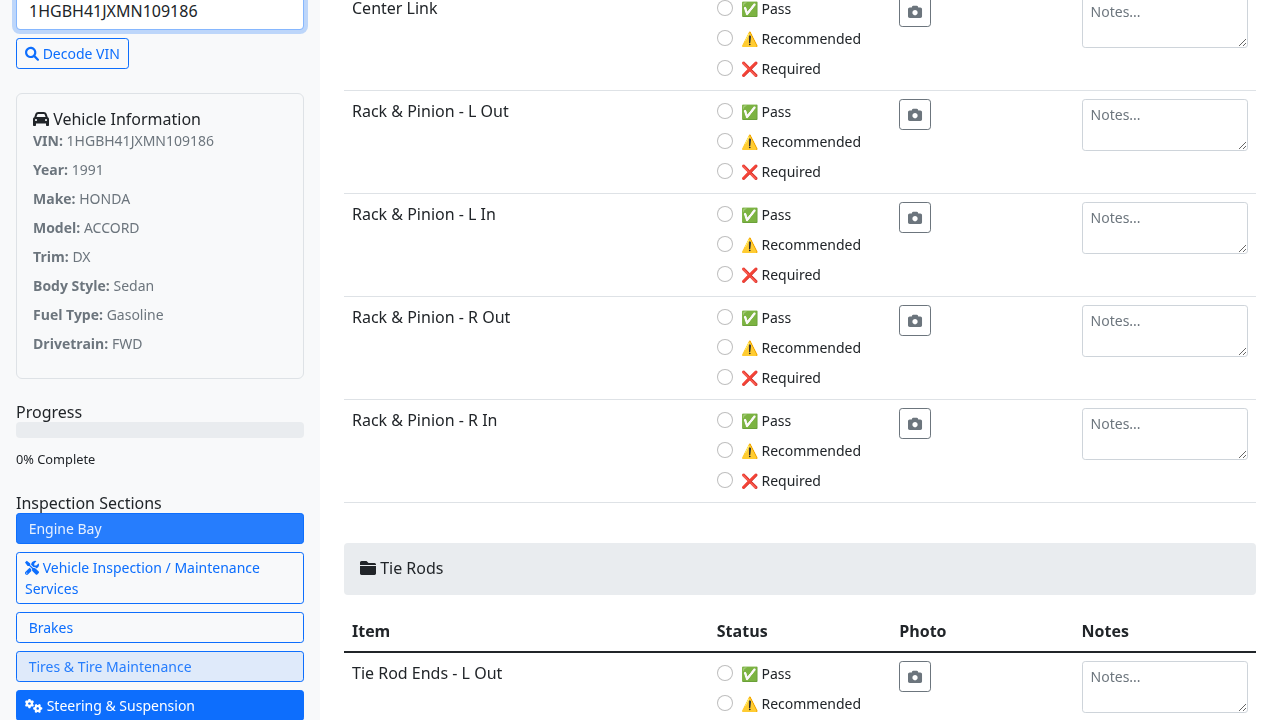 1HGBH41JXMN109186
Decode VIN
Vehicle Information
VIN: 1HGBH41JXMN109186
Year: 1991
Make: HONDA
Model: ACCORD
Trim: DX
Body Style: Sedan
Fuel Type: Gasoline
Drivetrain: FWD
Progress
0% Complete
Inspection Sections
Engine Bay
Vehicle Inspection / Maintenance
Services
Brakes
Tires & Tire Maintenance
Steering & Suspension
Center Link
✅ Pass
⚠️ Recommended
❌ Required
Notes...
Rack & Pinion - L Out
✅ Pass
⚠️ Recommended
❌ Required
Notes...
Rack & Pinion - L In
✅ Pass
⚠️ Recommended
❌ Required
Notes...
Rack & Pinion - R Out
✅ Pass
⚠️ Recommended
❌ Required
Notes...
Rack & Pinion - R In
✅ Pass
⚠️ Recommended
❌ Required
Notes...
Tie Rods
Item Status Photo Notes
Tie Rod Ends - L Out
✅ Pass
⚠️ Recommended
Notes...